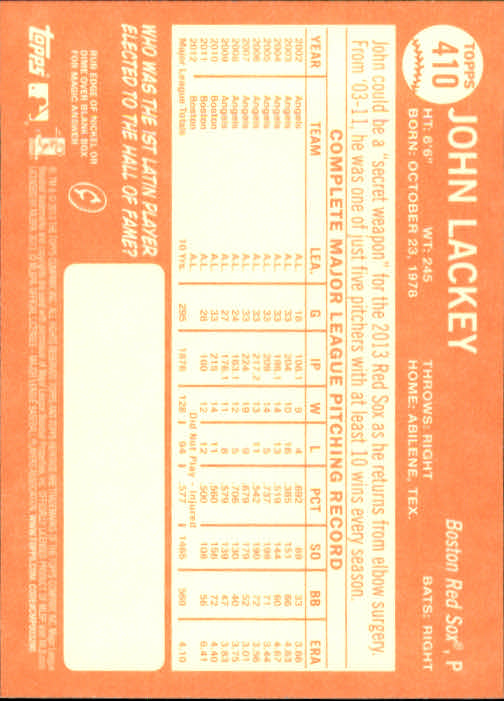 TOPPS
410
JOHN LACKEY
Boston Red Sox®, P
HT: 6'6" WT: 245 THROWS: RIGHT BATS: RIGHT
BORN: OCTOBER 23, 1978 HOME: ABILENE, TEX.
John could be a "secret weapon" for the 2013 Red Sox as he returns from elbow surgery.
From '03-11, he was one of just five pitchers with at least 10 wins every season.
COMPLETE MAJOR LEAGUE PITCHING RECORD
YEAR TEAM LEA. G IP W L PCT SO BB ERA
2002 Angels A.L. 18 108.1 9 4 .692 69 33 3.66
2003 Angels A.L. 33 204 10 16 .385 151 66 4.63
2004 Angels A.L. 33 198.1 14 13 .519 144 60 4.67
2005 Angels A.L. 33 209 14 5 .737 199 71 3.44
2006 Angels A.L. 33 217.2 13 11 .542 190 72 3.56
2007 Angels A.L. 33 224 19 9 .679 179 52 3.01
2008 Angels A.L. 24 163.1 12 5 .706 130 40 3.75
2009 Angels A.L. 27 176.1 11 8 .579 139 47 3.83
2010 Boston A.L. 33 215 14 11 .560 156 72 4.40
2011 Boston A.L. 28 160 12 12 .500 108 56 6.41
2012 Boston A.L. Did Not Play - Injured
Major League Totals 10 Yrs. 295 1876 128 94 .577 1465 569 4.10
WHO WAS THE 1ST LATIN PLAYER
ELECTED TO THE HALL OF FAME?
RUB EDGE OF NICKEL OR
DIME OVER BLANK BOX
FOR MAGIC ANSWER
Topps